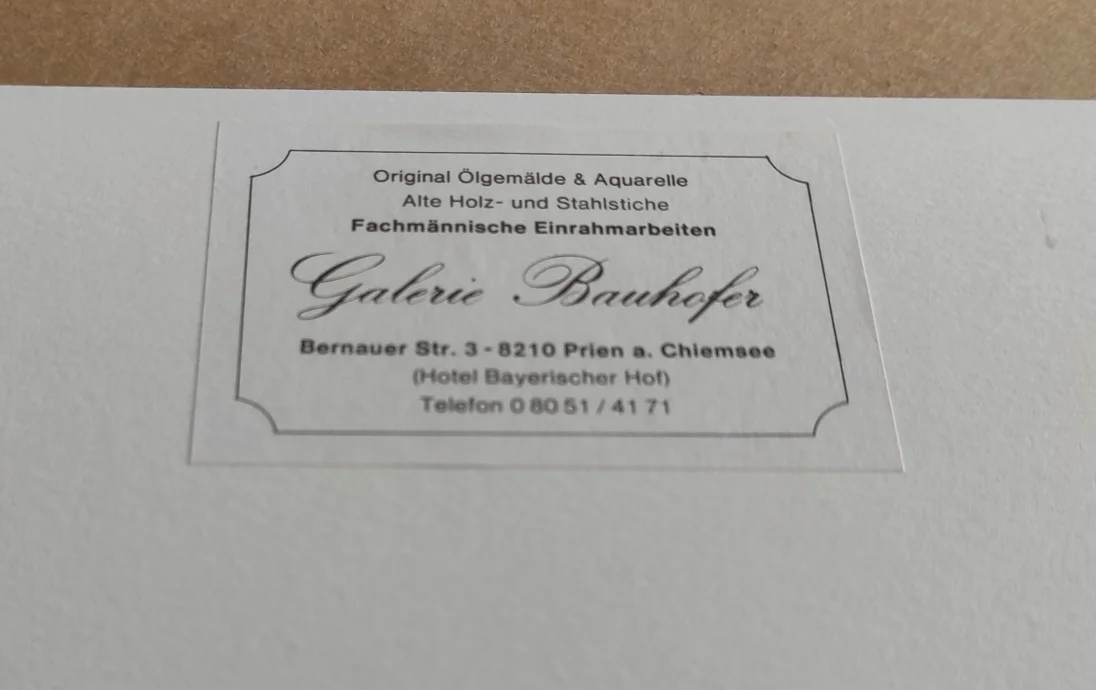 Original Ölgemälde & Aquarelle
Alte Holz- und Stahlstiche
Fachmännische Einrahmarbeiten
Galerie Bauhofer
Bernauer Str. 3 - 8210 Prien a. Chiemsee
(Hotel Bayerischer Hof)
Telefon 0 80 51 / 41 71